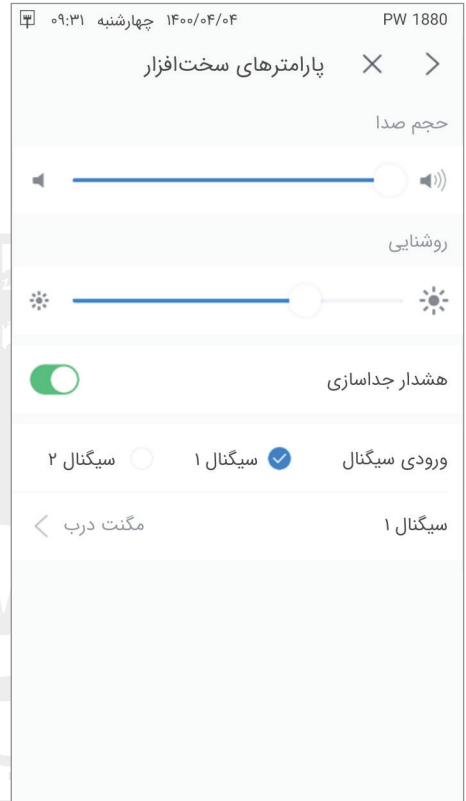 PW 1880 ۱۴۰۰/۰۴/۰۴ چهارشنبه ۰۹:۳۱
پارامترهای سخت‌افزار
حجم صدا
روشنایی
هشدار جداسازی
ورودی سیگنال سیگنال ۱ سیگنال ۲
سیگنال ۱ مگنت درب